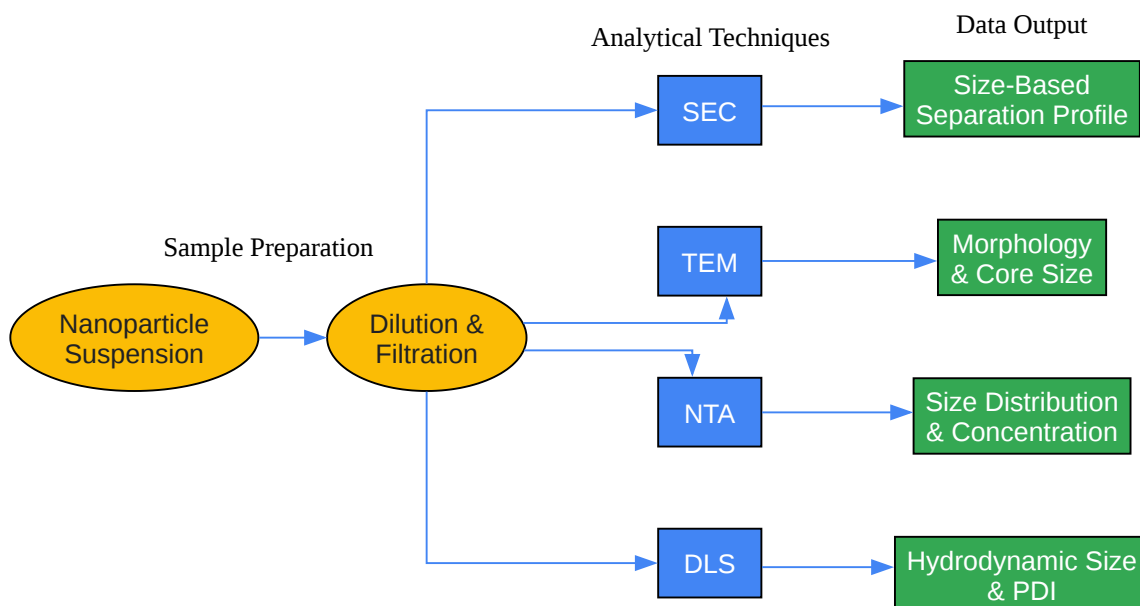 Analytical Techniques
Data Output
SEC
Size-Based
Separation Profile
Sample Preparation
TEM
Morphology
& Core Size
Nanoparticle
Suspension
Dilution &
Filtration
NTA
Size Distribution
& Concentration
DLS
Hydrodynamic Size
& PDI